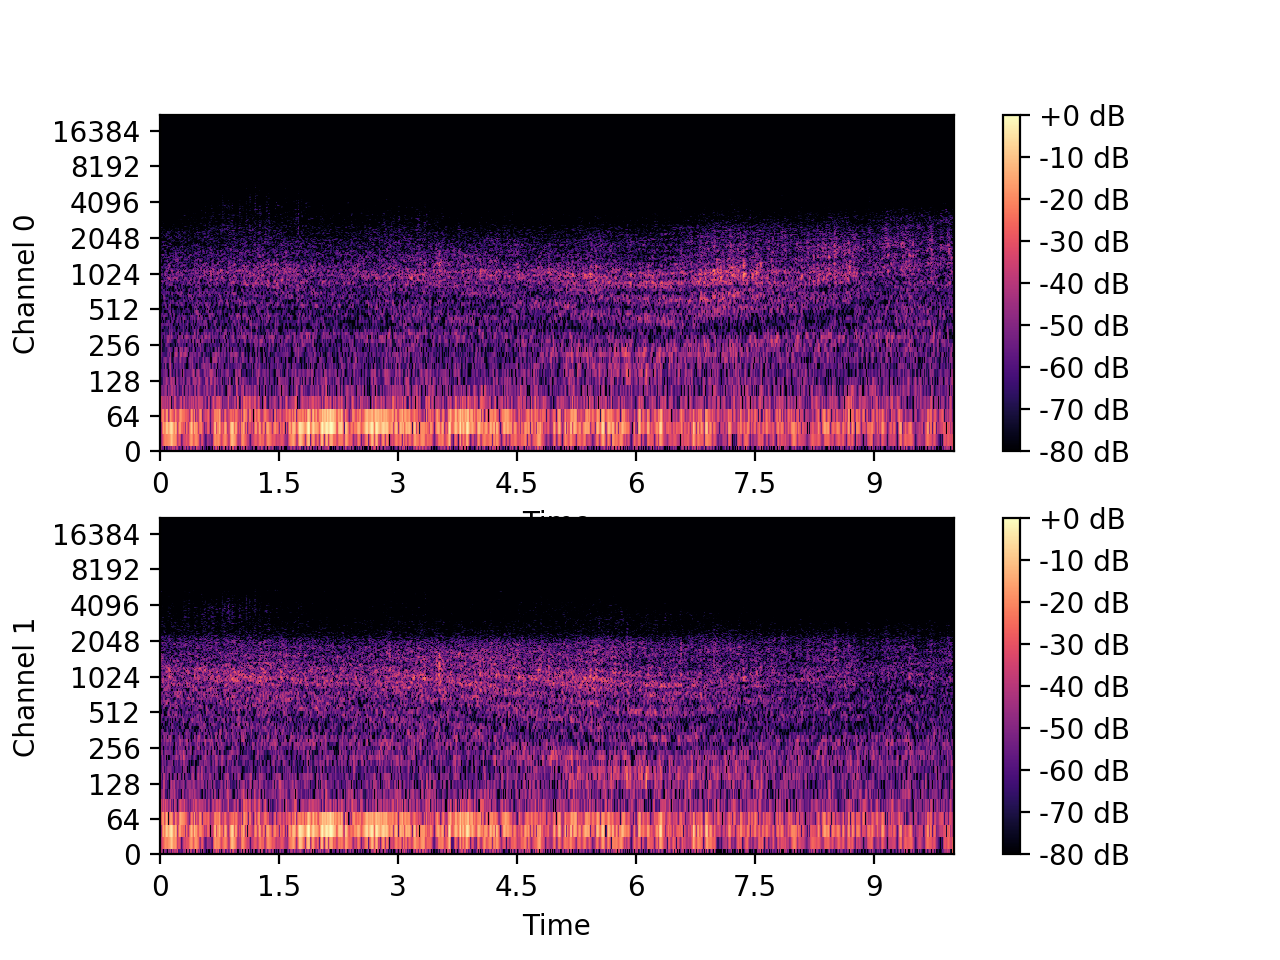 Channel 0
16384
8192
4096
2048
1024
512
256
128
64
0
0 1.5 3 4.5 6 7.5 9
Time
+0 dB
-10 dB
-20 dB
-30 dB
-40 dB
-50 dB
-60 dB
-70 dB
-80 dB
Channel 1
16384
8192
4096
2048
1024
512
256
128
64
0
0 1.5 3 4.5 6 7.5 9
Time
+0 dB
-10 dB
-20 dB
-30 dB
-40 dB
-50 dB
-60 dB
-70 dB
-80 dB